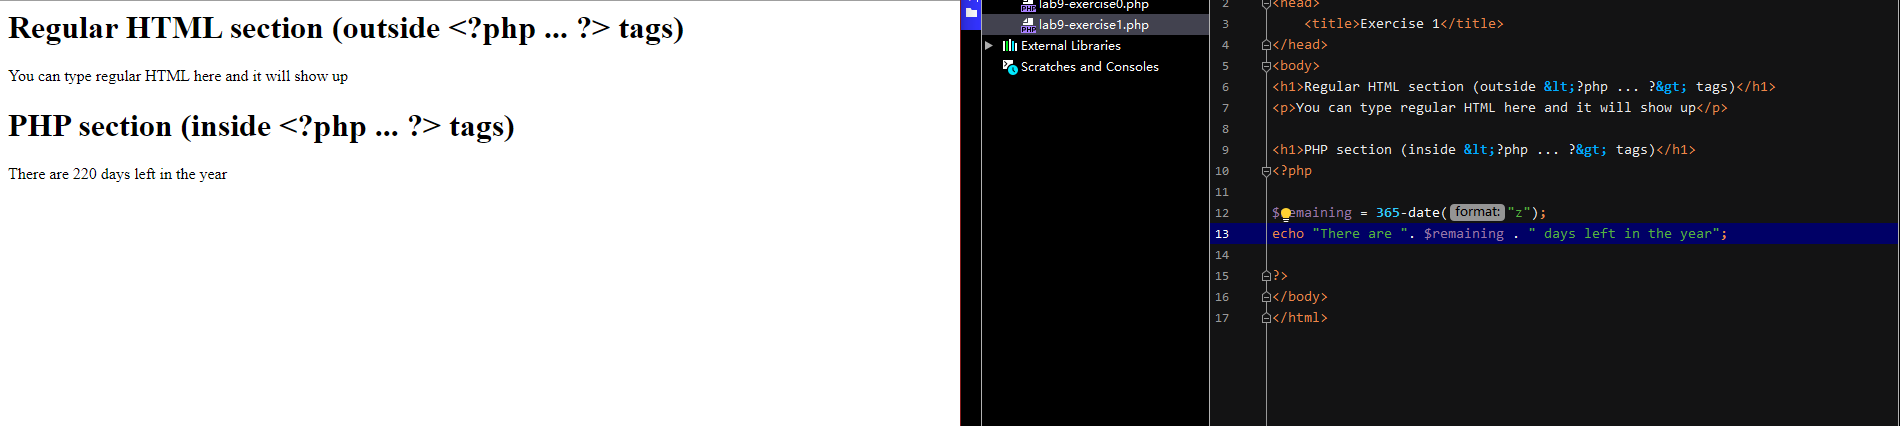 Regular HTML section (outside <?php ... ?> tags)
You can type regular HTML here and it will show up
PHP section (inside <?php ... ?> tags)
There are 220 days left in the year
lab9-exercise0.php
lab9-exercise1.php
External Libraries
Scratches and Consoles
2 <head>
3 <title>Exercise 1</title>
4 </head>
5 <body>
6 <h1>Regular HTML section (outside &lt;?php ... ?&gt; tags)</h1>
7 <p>You can type regular HTML here and it will show up</p>
8
9 <h1>PHP section (inside &lt;?php ... ?&gt; tags)</h1>
10 <?php
11
12 $remaining = 365-date( format: "z");
13 echo "There are ". $remaining . " days left in the year";
14
15 ?>
16 </body>
17 </html>